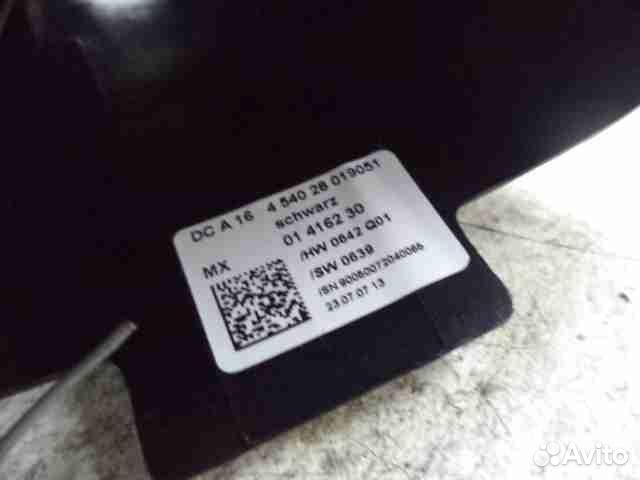 DC A 16 4 540 28 019051
schwarz
MX 01 4162 30
/HW 0642 Q01
/SW 0639
/SN 90060072040066
23.07.07 13
Avito